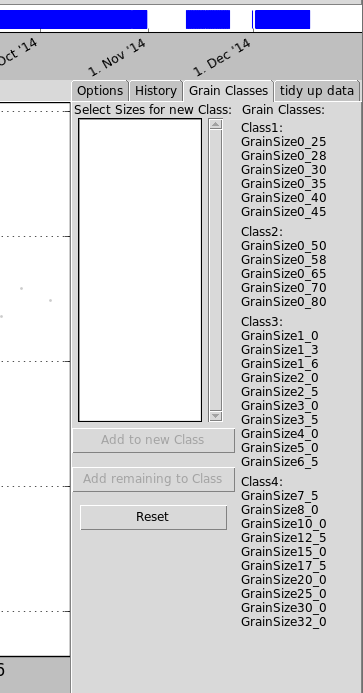 Oct '14
1. Nov '14
1. Dec '14
Options History Grain Classes tidy up data
Select Sizes for new Class:
Grain Classes:
Class1:
GrainSize0_25
GrainSize0_28
GrainSize0_30
GrainSize0_35
GrainSize0_40
GrainSize0_45
Class2:
GrainSize0_50
GrainSize0_58
GrainSize0_65
GrainSize0_70
GrainSize0_80
Class3:
GrainSize1_0
GrainSize1_3
GrainSize1_6
GrainSize2_0
GrainSize2_5
GrainSize3_0
GrainSize3_5
GrainSize4_0
GrainSize5_0
GrainSize6_5
Class4:
GrainSize7_5
GrainSize8_0
GrainSize10_0
GrainSize12_5
GrainSize15_0
GrainSize17_5
GrainSize20_0
GrainSize25_0
GrainSize30_0
GrainSize32_0
Add to new Class
Add remaining to Class
Reset